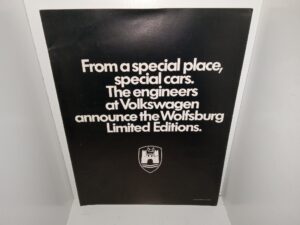 From a special place,
special cars.
The engineers
at Volkswagen
announce the Wolfsburg
Limited Editions.